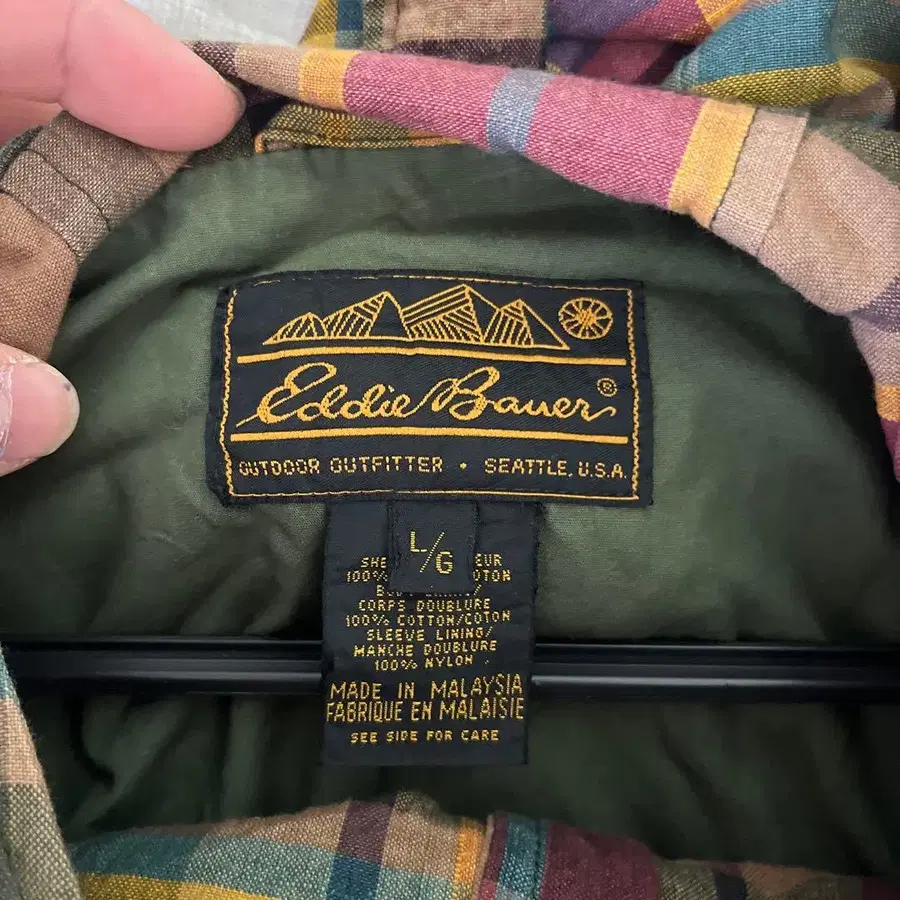 Eddie Bauer®
OUTDOOR OUTFITTER • SEATTLE, U.S.A.
L/G
100%
CORPS DOUBLURE
100% COTTON/COTON
SLEEVE LINING/
MANCHE DOUBLURE
100% NYLON
MADE IN MALAYSIA
FABRIQUE EN MALAISIE
SEE SIDE FOR CARE